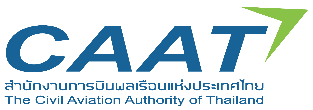 CAAT
สำนักงานการบินพลเรือนแห่งประเทศไทย
The Civil Aviation Authority of Thailand